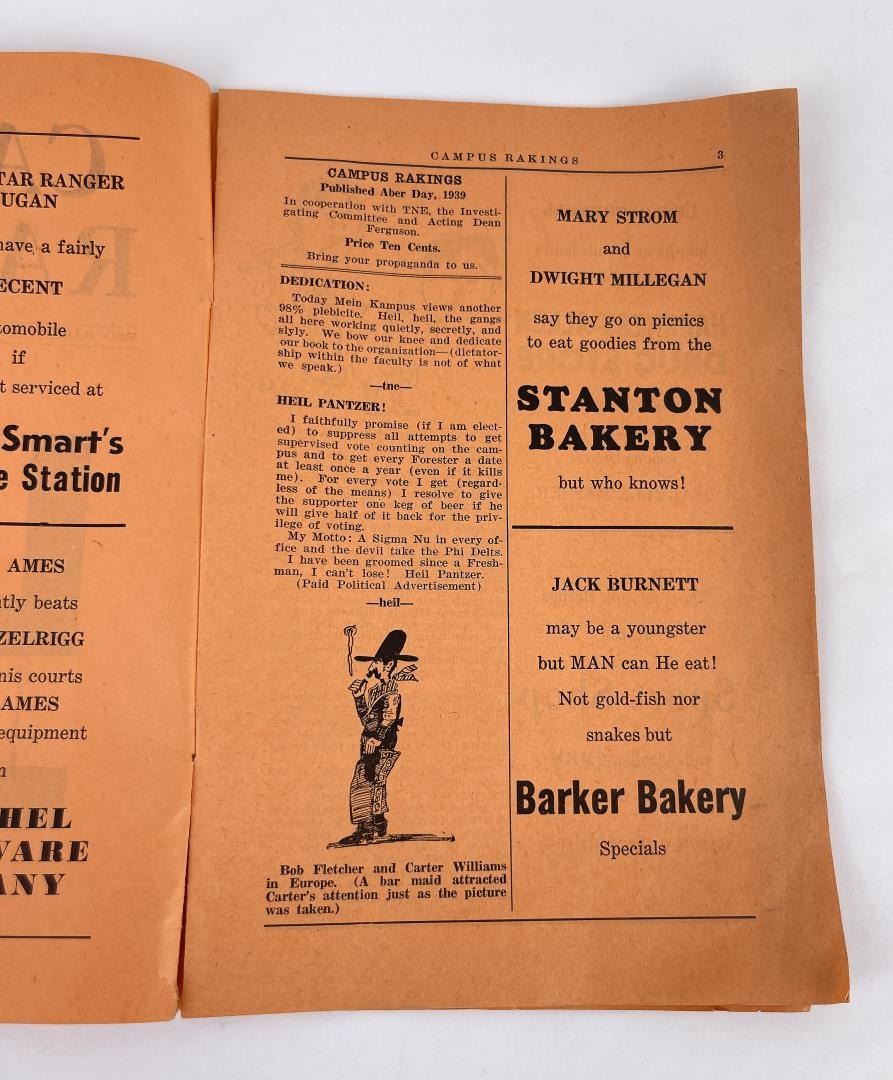 TAR RANGER
UGAN
have a fairly
ECENT
tomobile
if
t serviced at
Smart's
e Station
AMES
tly beats
ZELRIGG
nis courts
AMES
equipment
n
HEL
WARE
ANY
CAMPUS RAKINGS 3
CAMPUS RAKINGS
Published Aber Day, 1939
In cooperation with TNE, the Investi-
gating Committee and Acting Dean
Ferguson.
Price Ten Cents.
Bring your propaganda to us.
DEDICATION:
Today Mein Kampus views another
98% plebicite. Heil, heil, the gangs
all here working quietly, secretly, and
slyly. We bow our knee and dedicate
our book to the organization—(dictator-
ship within the faculty is not of what
we speak.)
—tne—
HEIL PANTZER!
I faithfully promise (if I am elect-
ed) to suppress all attempts to get
supervised vote counting on the cam-
pus and to get every Forester a date
at least once a year (even if it kills
me). For every vote I get (regard-
less of the means) I resolve to give
the supporter one keg of beer if he
will give half of it back for the priv-
ilege of voting.
My Motto: A Sigma Nu in every of-
fice and the devil take the Phi Delts.
I have been groomed since a Fresh-
man, I can't lose! Heil Pantzer.
(Paid Political Advertisement)
—heil—
Bob Fletcher and Carter Williams
in Europe. (A bar maid attracted
Carter's attention just as the picture
was taken.)
MARY STROM
and
DWIGHT MILLEGAN
say they go on picnics
to eat goodies from the
STANTON
BAKERY
but who knows!
JACK BURNETT
may be a youngster
but MAN can He eat!
Not gold-fish nor
snakes but
Barker Bakery
Specials